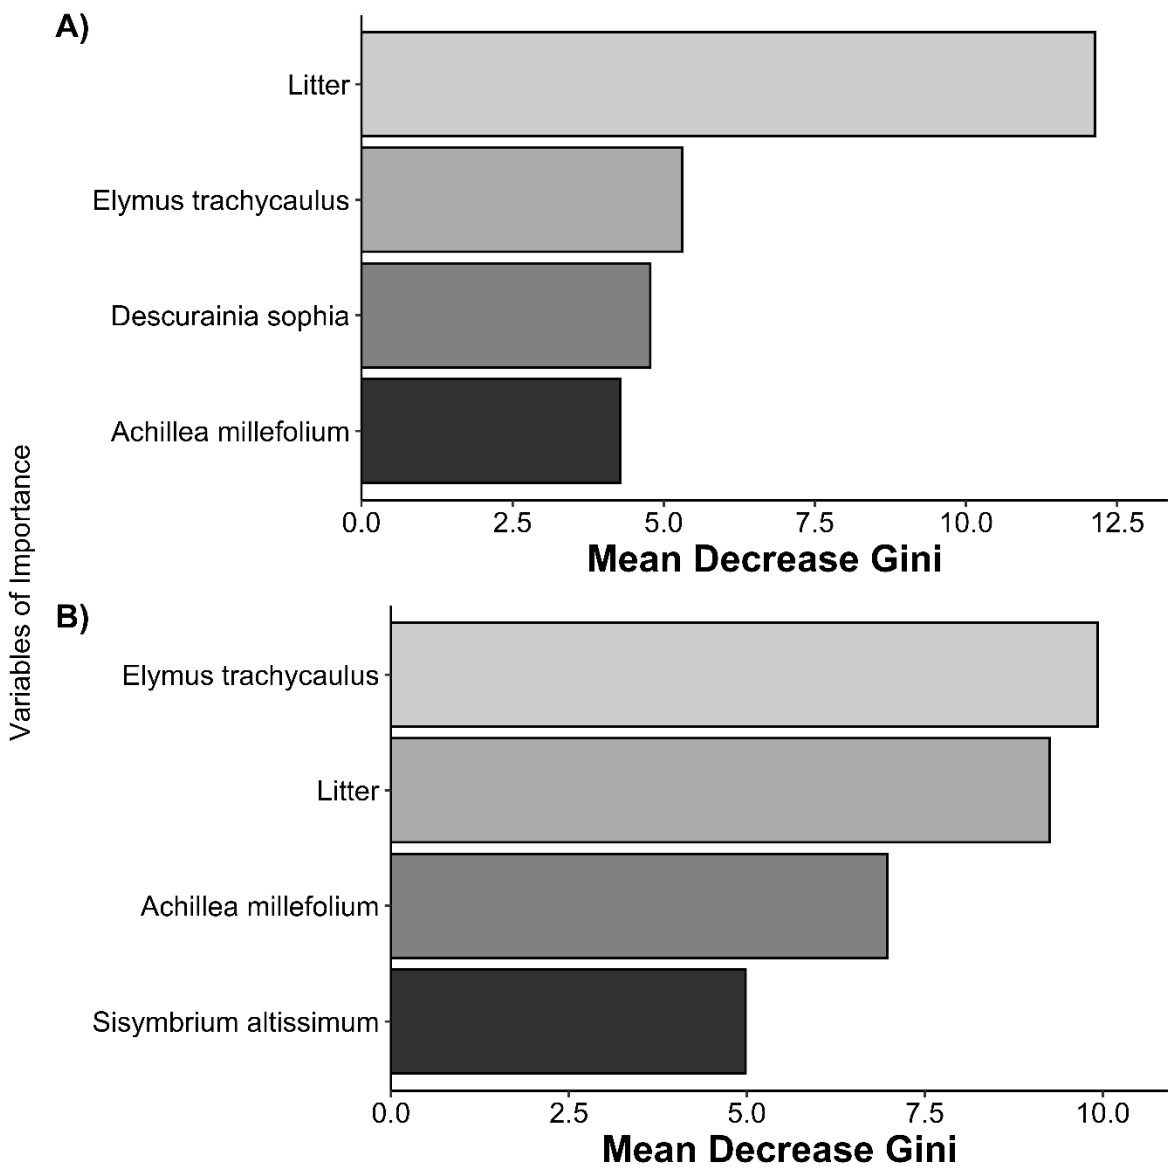 A)
Litter
Elymus trachycaulus
Descurainia sophia
Achillea millefolium
0.0 2.5 5.0 7.5 10.0 12.5
Mean Decrease Gini
Variables of Importance
B)
Elymus trachycaulus
Litter
Achillea millefolium
Sisymbrium altissimum
0.0 2.5 5.0 7.5 10.0
Mean Decrease Gini